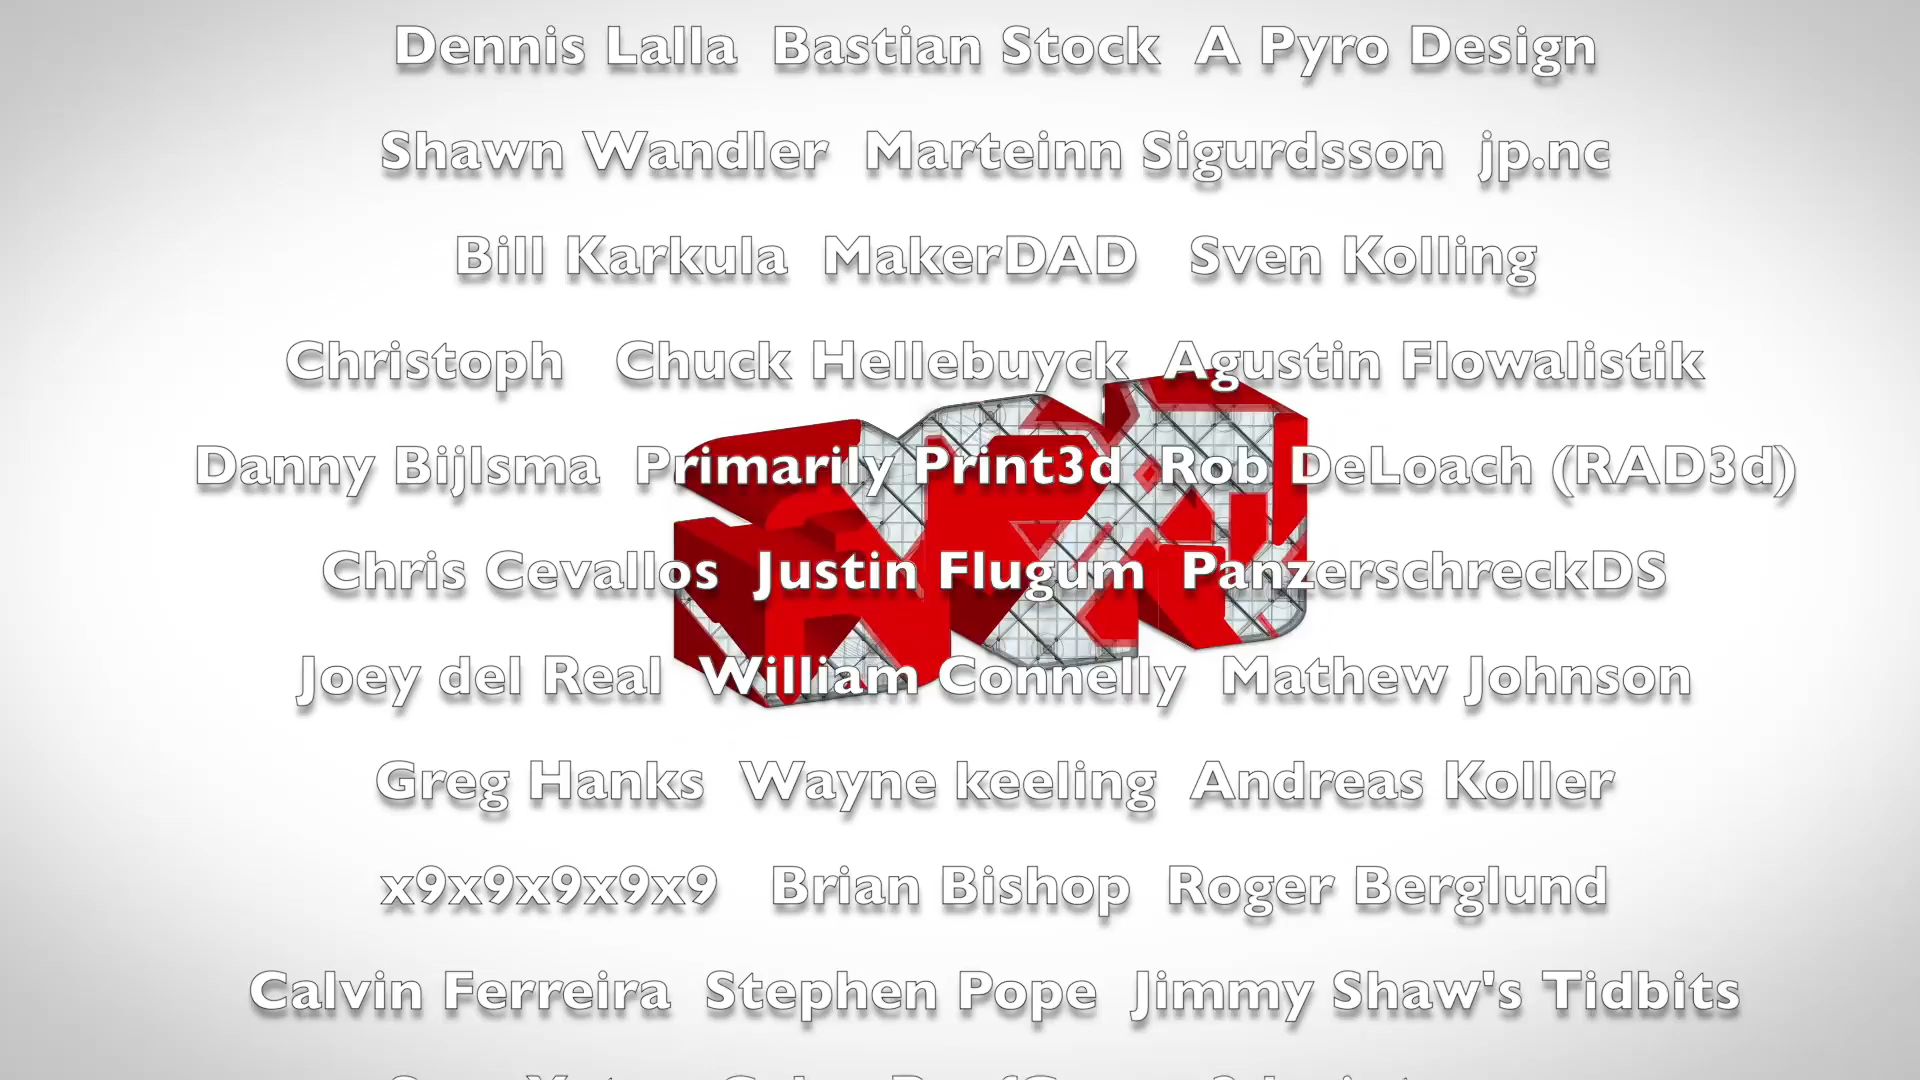 Dennis Lalla Bastian Stock A Pyro Design
Shawn Wandler Marteinn Sigurdsson jp.nc
Bill Karkula MakerDAD Sven Kolling
Christoph Chuck Hellebuyck Agustin Flowalistik
Danny Bijlsma Primarily Print3d Rob DeLoach (RAD3d)
Chris Cevallos Justin Flugum PanzerschreckDS
Joey del Real William Connelly Mathew Johnson
Greg Hanks Wayne keeling Andreas Koller
x9x9x9x9x9 Brian Bishop Roger Berglund
Calvin Ferreira Stephen Pope Jimmy Shaw's Tidbits